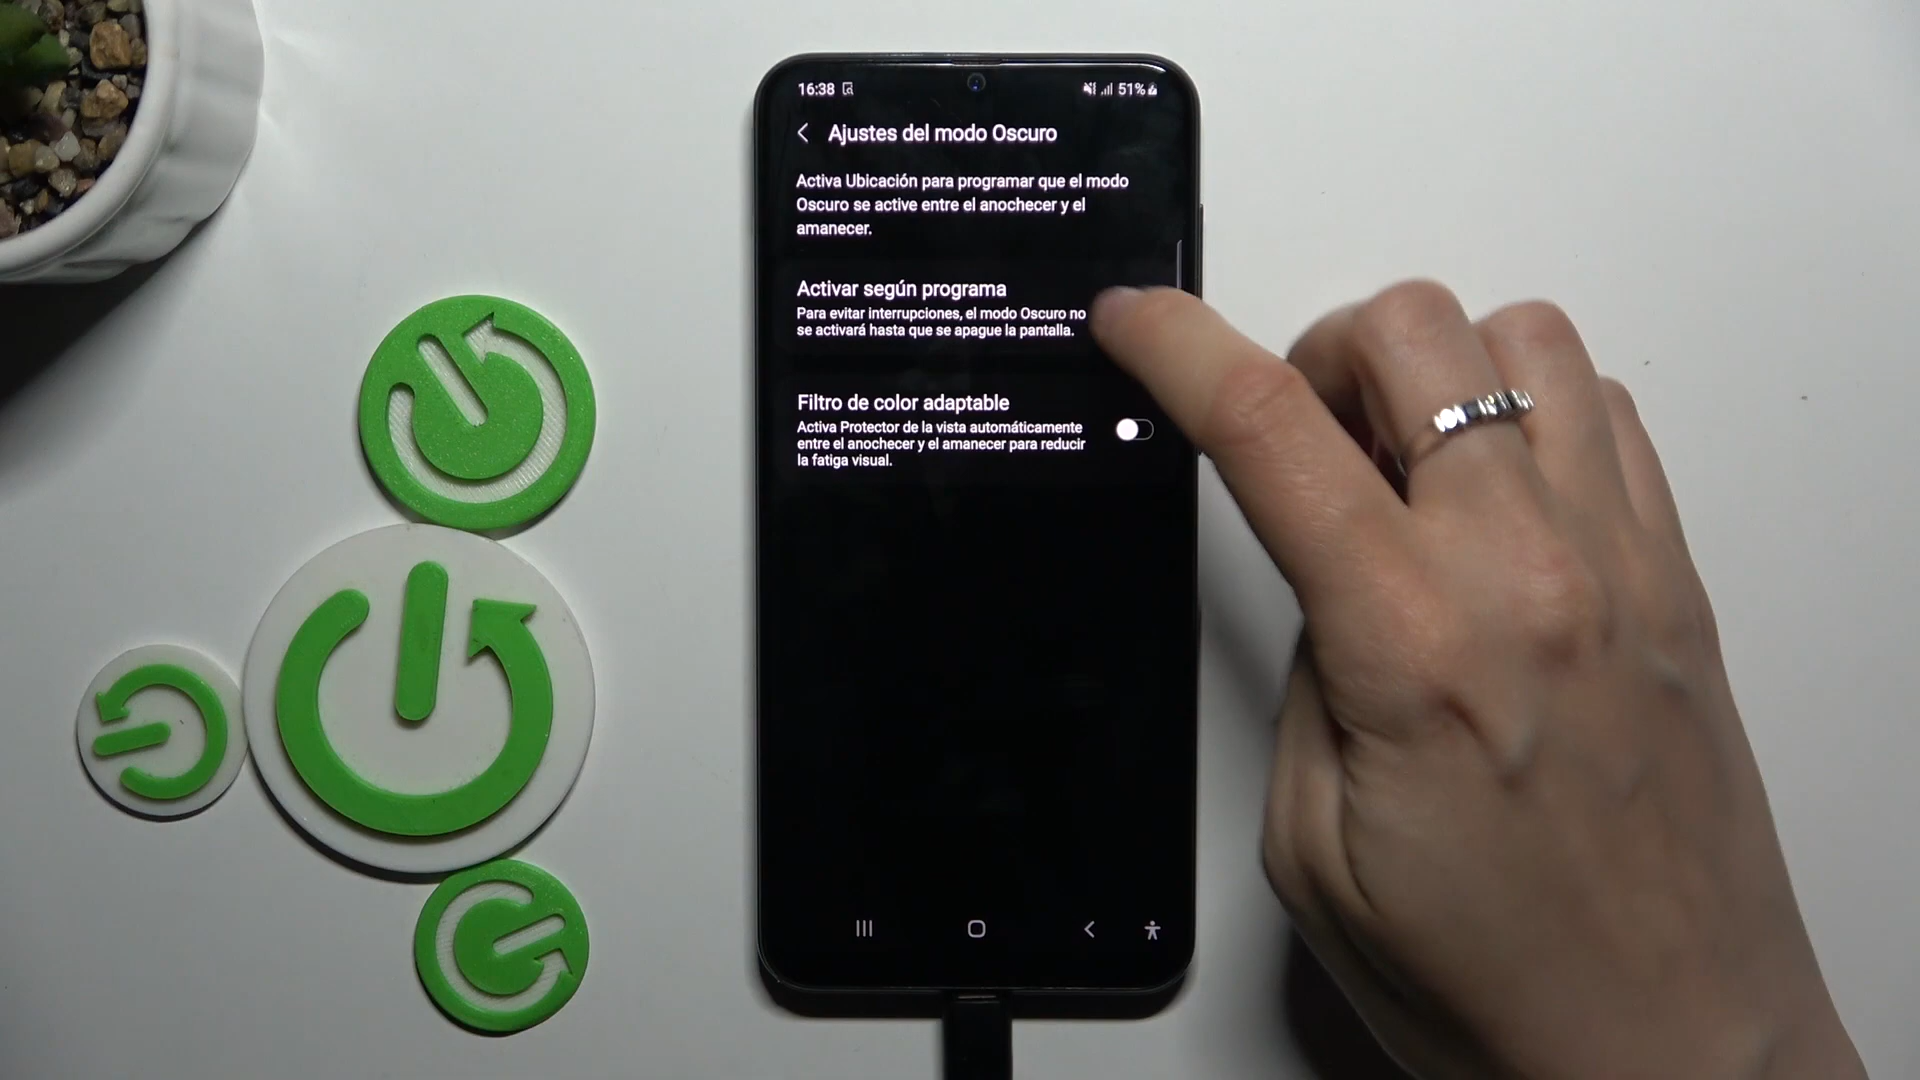 16:38
51%
Ajustes del modo Oscuro
Activa Ubicación para programar que el modo
Oscuro se active entre el anochecer y el
amanecer.
Activar según programa
Para evitar interrupciones, el modo Oscuro no
se activará hasta que se apague la pantalla.
Filtro de color adaptable
Activa Protector de la vista automáticamente
entre el anochecer y el amanecer para reducir
la fatiga visual.